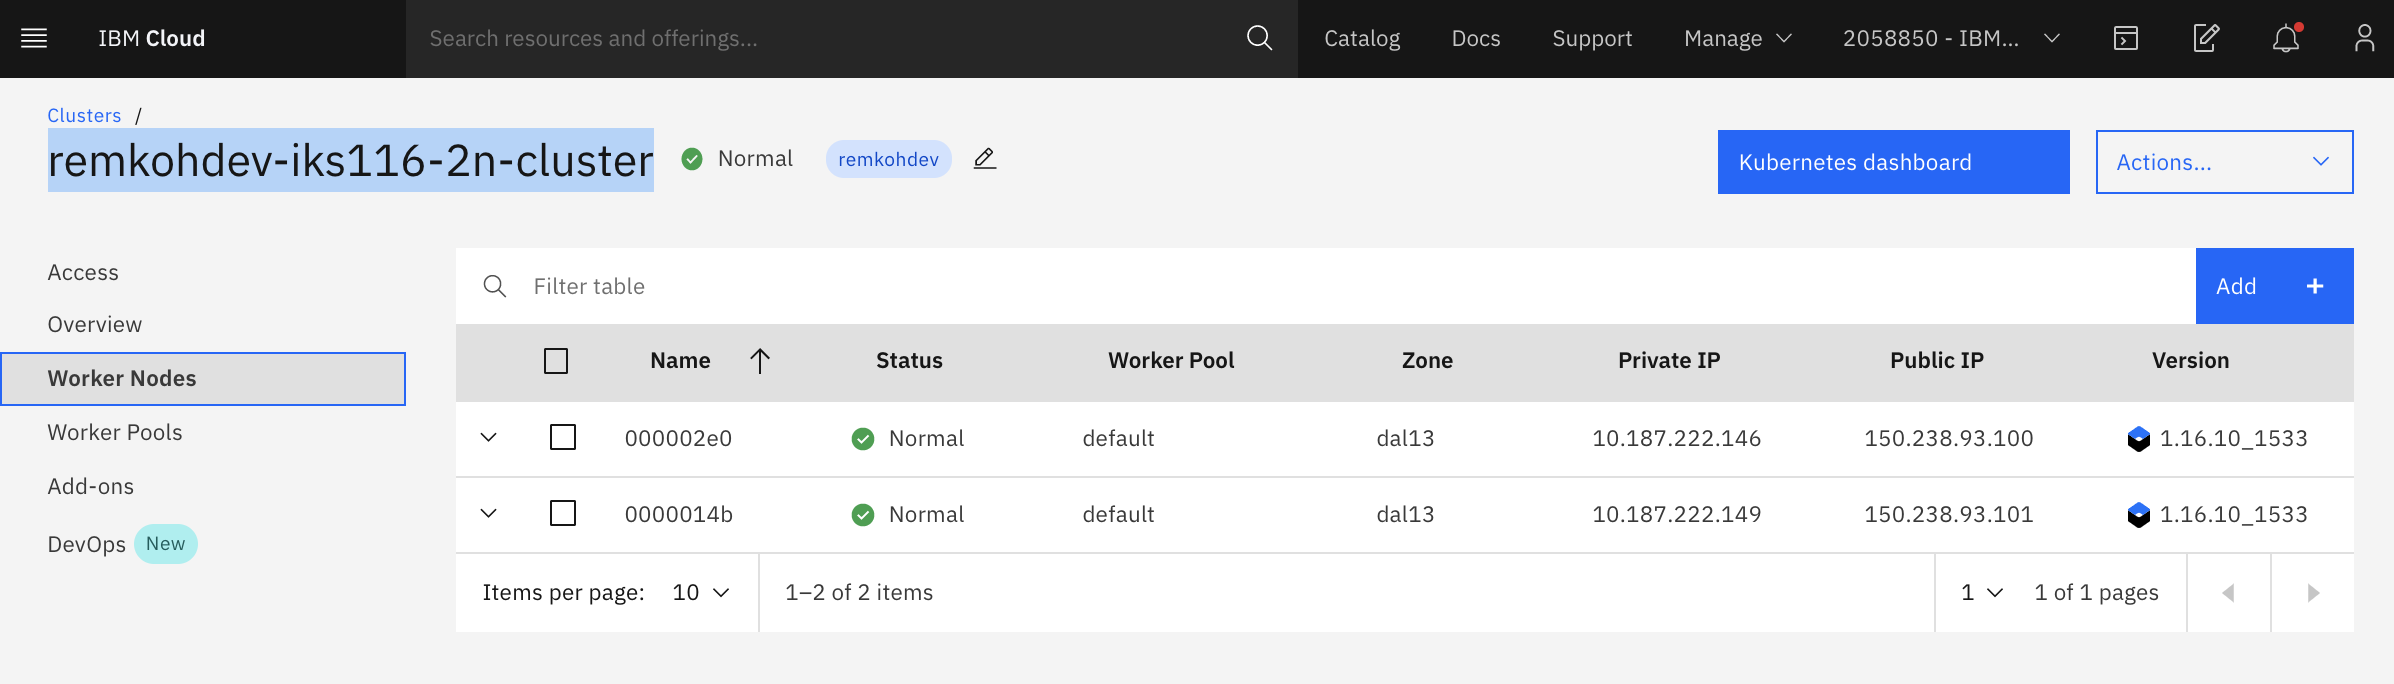 IBM Cloud Search resources and offerings... Catalog Docs Support Manage 2058850 - IBM...
Clusters /
remkohdev-iks116-2n-cluster Normal remkohdev Kubernetes dashboard Actions...
Access
Overview
Worker Nodes
Worker Pools
Add-ons
DevOps New
Filter table Add +
Name Status Worker Pool Zone Private IP Public IP Version
000002e0 Normal default dal13 10.187.222.146 150.238.93.100 1.16.10_1533
0000014b Normal default dal13 10.187.222.149 150.238.93.101 1.16.10_1533
Items per page: 10 1–2 of 2 items 1 1 of 1 pages